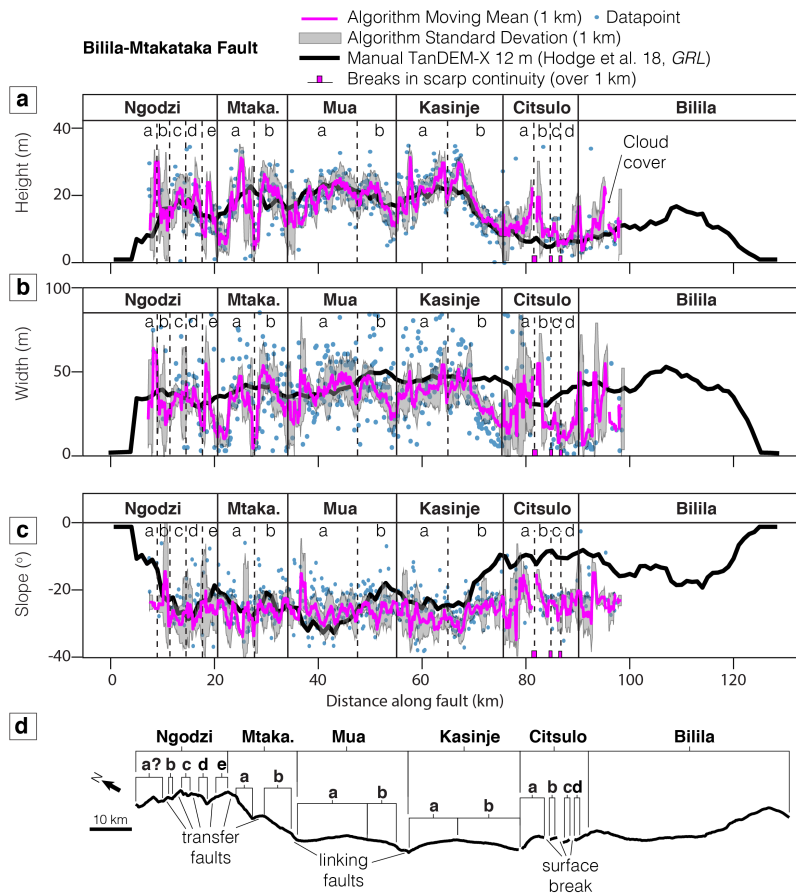 Bilila-Mtakataka Fault
Algorithm Moving Mean (1 km) Datapoint
Algorithm Standard Devation (1 km)
Manual TanDEM-X 12 m (Hodge et al. 18, GRL)
Breaks in scarp continuity (over 1 km)
a
Ngodzi Mtaka. Mua Kasinje Citsulo Bilila
a b c d e a b a b a b a b c d
Cloud
cover
Height (m)
40
20
0
b
Ngodzi Mtaka. Mua Kasinje Citsulo Bilila
a b c d e a b a b a b a b c d
Width (m)
100
50
0
Ngodzi Mtaka. Mua Kasinje Citsulo Bilila
c
a b c d e a b a b a b a b c d
Slope (°)
0
-20
-40
0 20 40 60 80 100 120
Distance along fault (km)
d
Ngodzi Mtaka. Mua Kasinje Citsulo Bilila
a? b c d e a b a b a b a b c d
N
10 km
transfer
faults
linking
faults
surface
break